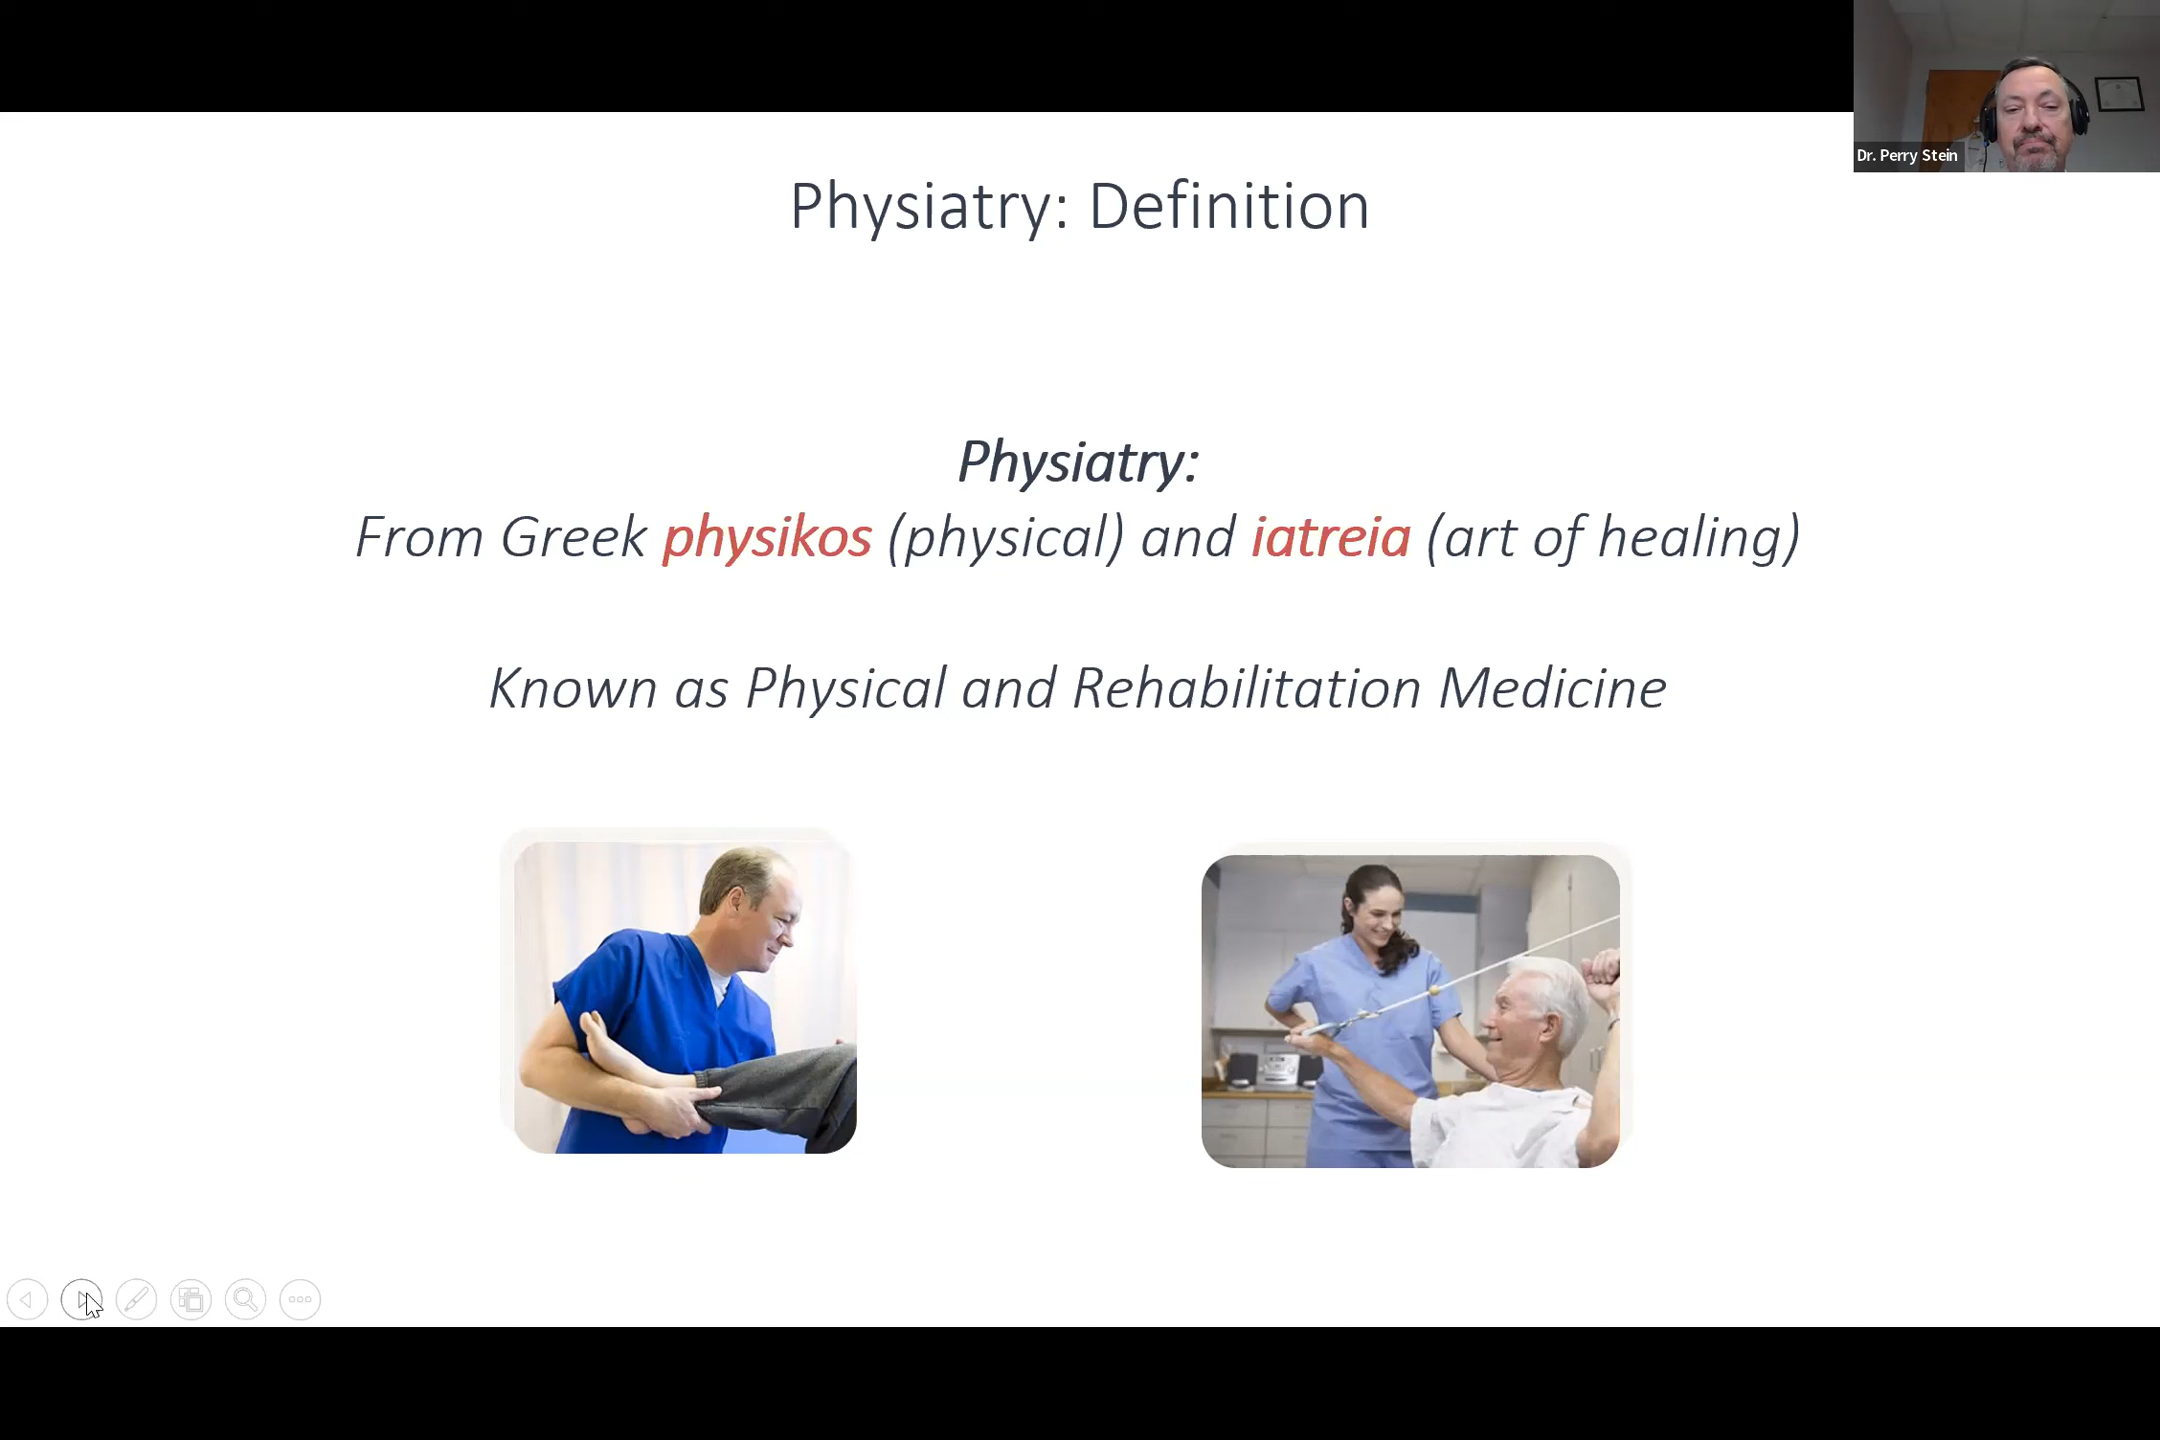 Dr. Perry Stein
Physiatry: Definition
Physiatry:
From Greek physikos (physical) and iatreia (art of healing)
Known as Physical and Rehabilitation Medicine